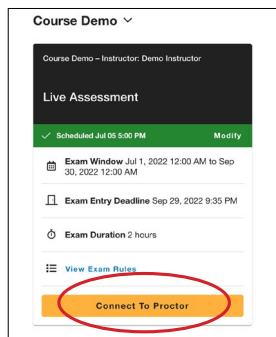 Course Demo
Course Demo – Instructor: Demo Instructor
Live Assessment
Scheduled Jul 05 5:00 PM Modify
Exam Window Jul 1, 2022 12:00 AM to Sep
30, 2022 12:00 AM
Exam Entry Deadline Sep 29, 2022 9:35 PM
Exam Duration 2 hours
View Exam Rules
Connect To Proctor